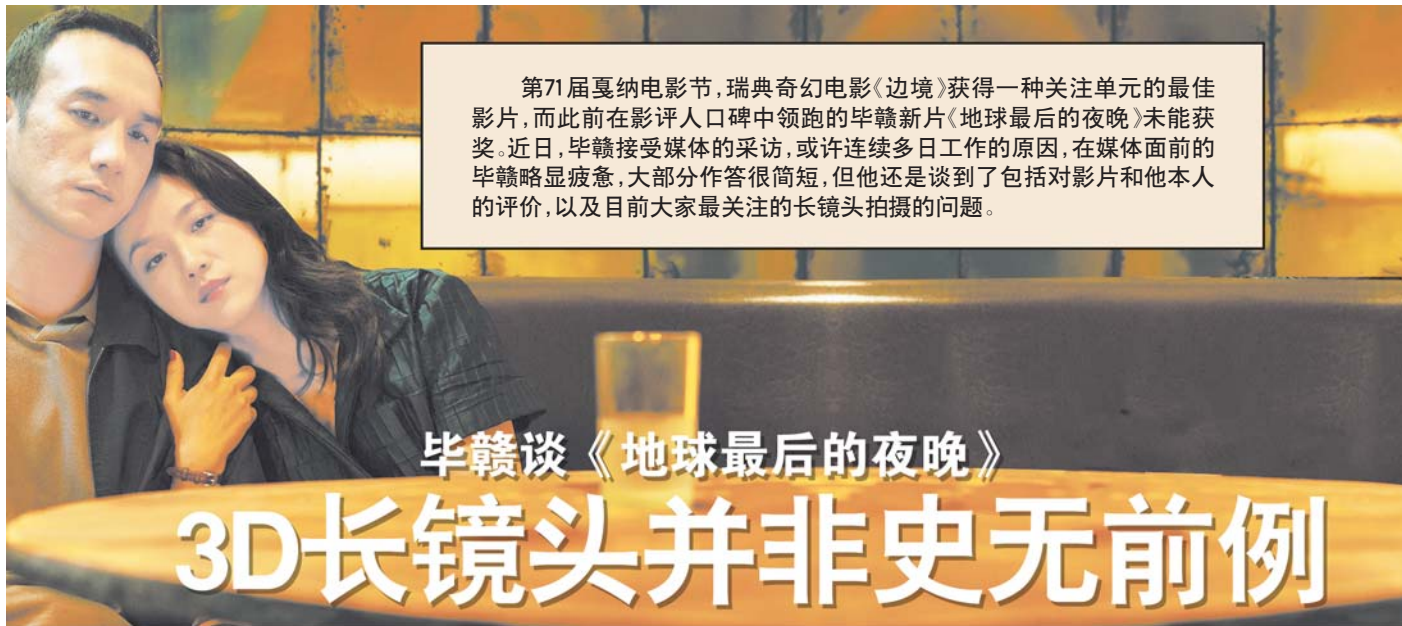 第71届戛纳电影节,瑞典奇幻电影《边境》获得一种关注单元的最佳
影片,而此前在影评人口碑中领跑的毕赣新片《地球最后的夜晚》未能获
奖。近日,毕赣接受媒体的采访,或许连续多日工作的原因,在媒体面前的
毕赣略显疲惫,大部分作答很简短,但他还是谈到了包括对影片和他本人
的评价,以及目前大家最关注的长镜头拍摄的问题。
毕赣谈《地球最后的夜晚》
3D长镜头并非史无前例